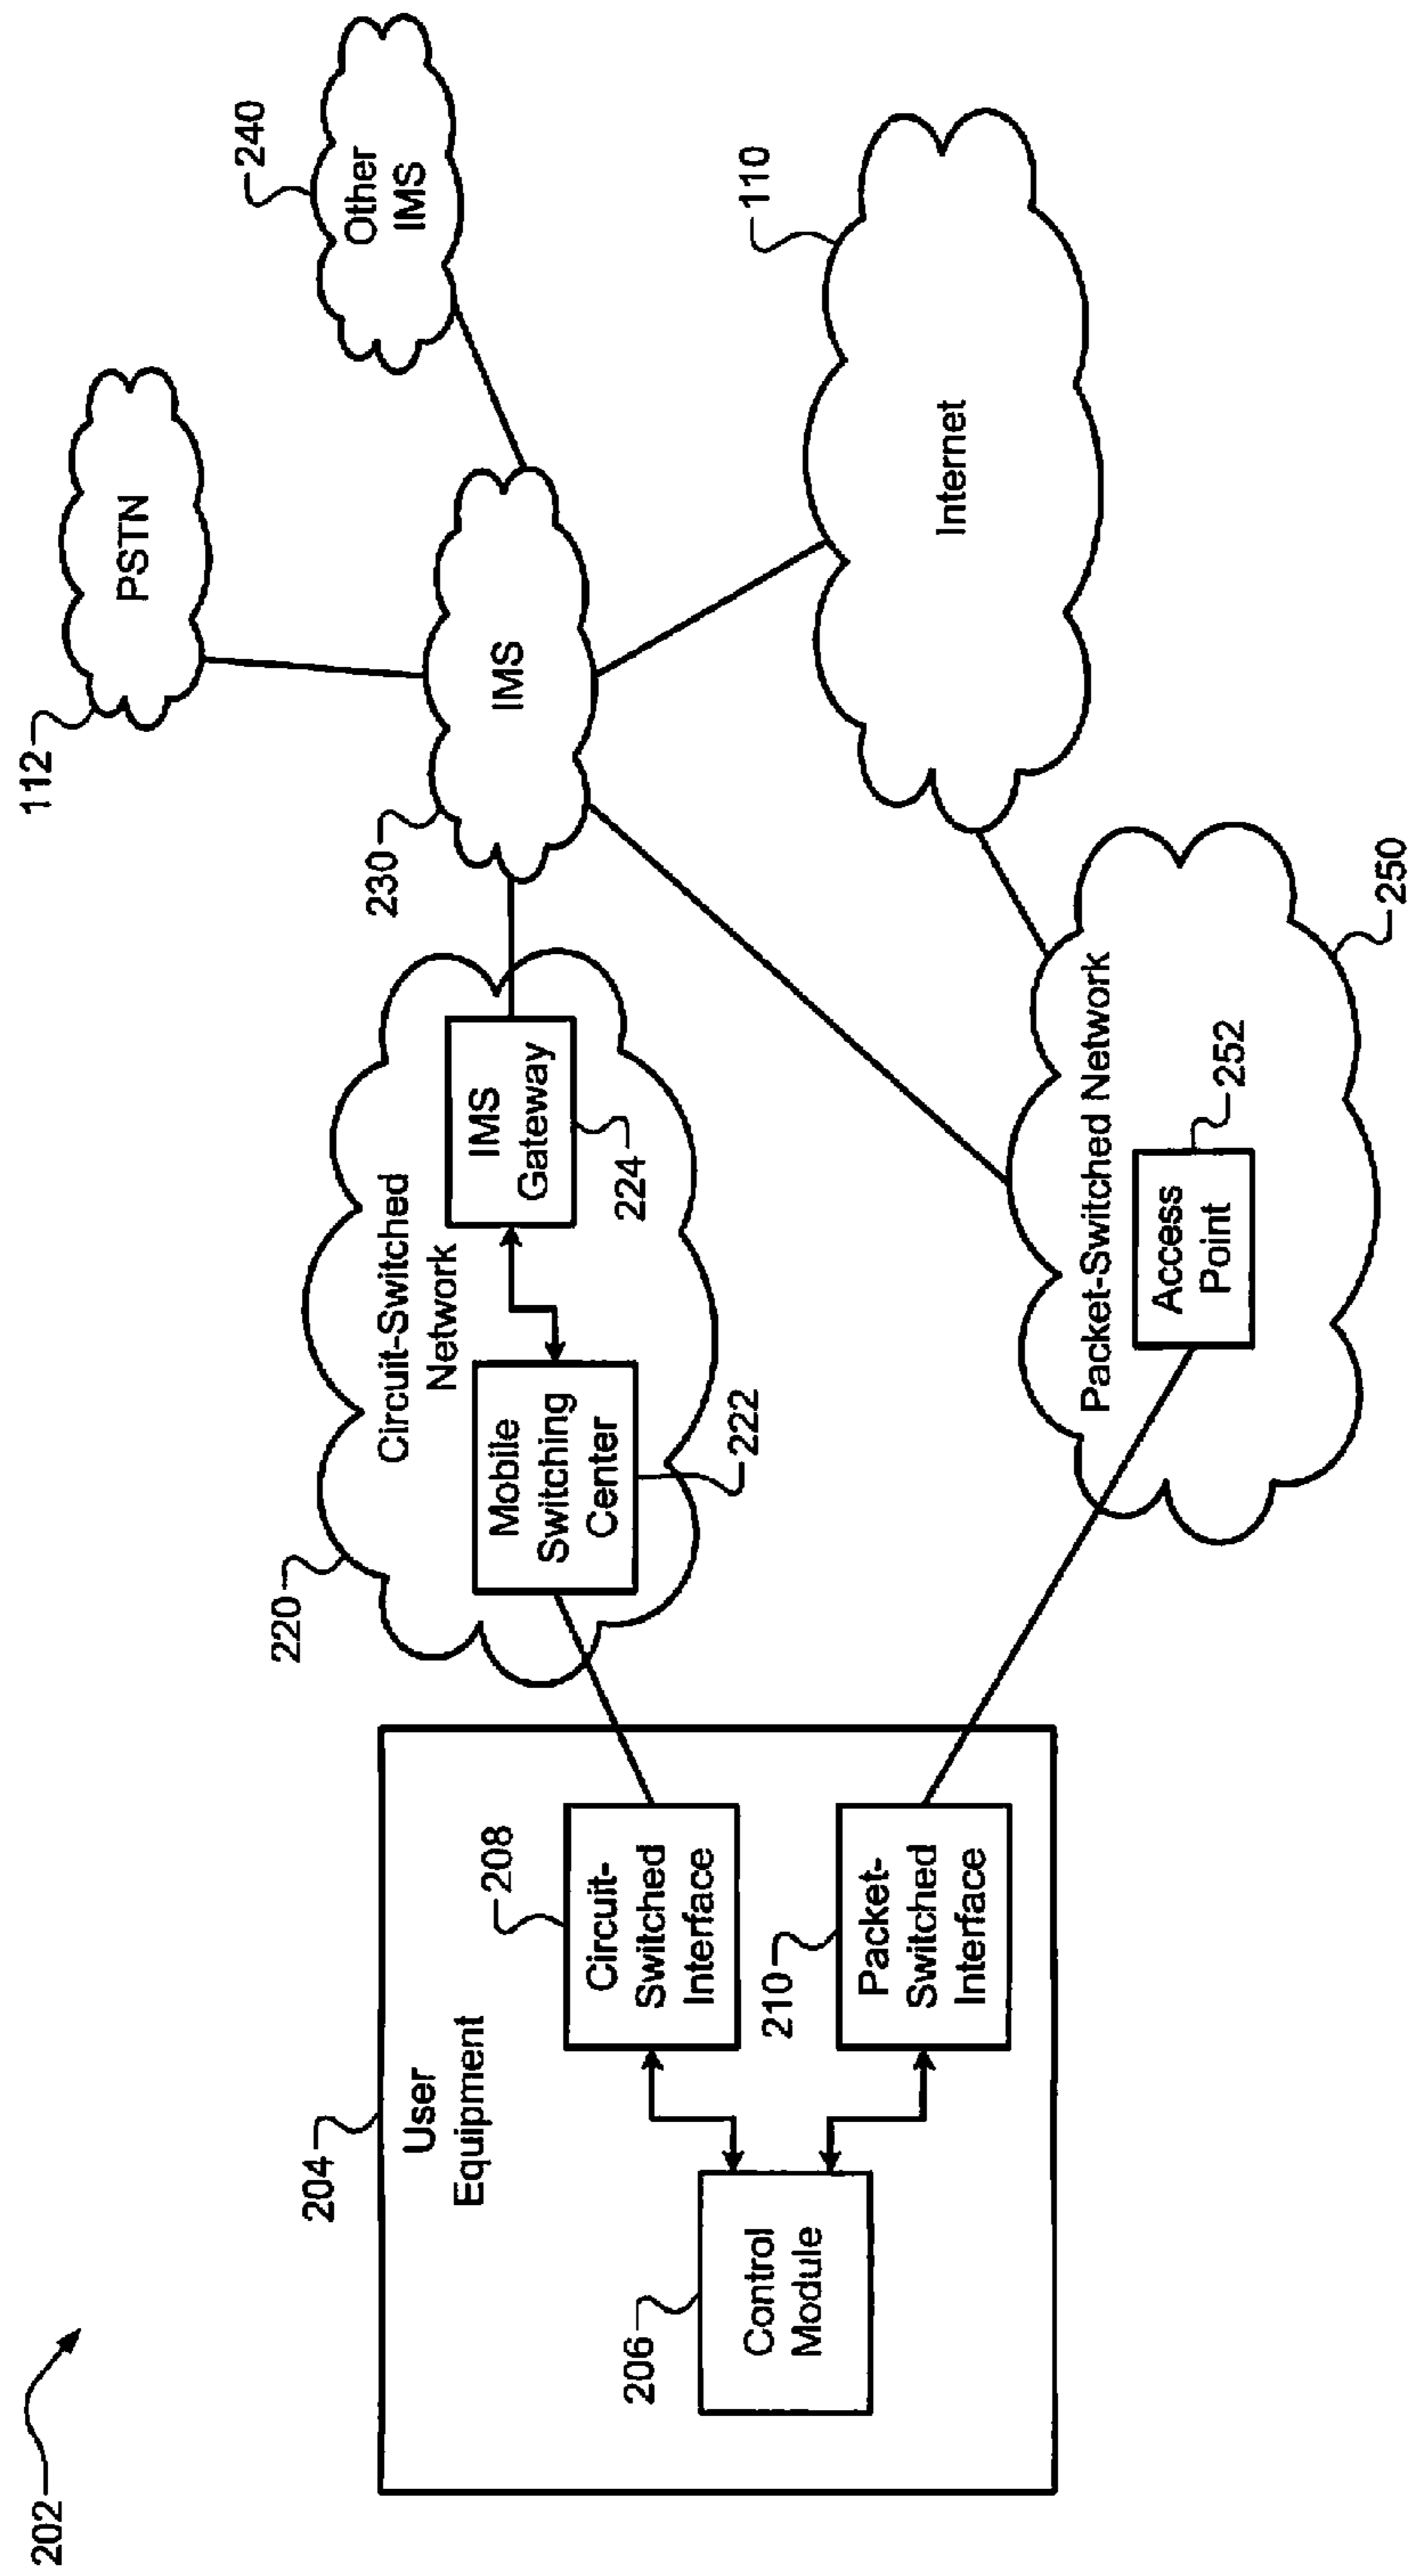 202
204
User
Equipment
206
Control
Module
208
Circuit-
Switched
Interface
210
Packet-
Switched
Interface
220
Circuit-Switched
Network
Mobile
Switching
Center
222
IMS
Gateway
224
230
IMS
112
PSTN
240
Other
IMS
110
Internet
Packet-Switched Network
Access
Point
252
250